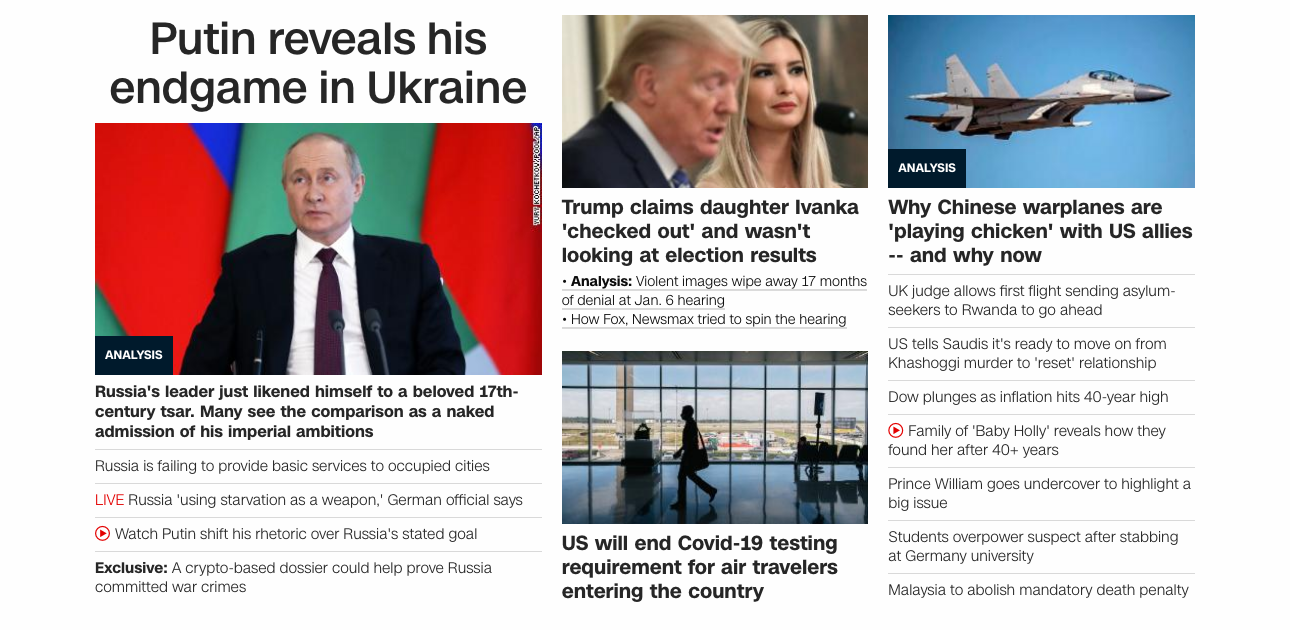 Putin reveals his
endgame in Ukraine
YURY KOCHETKOV/POOL/AP
ANALYSIS
Russia's leader just likened himself to a beloved 17th-
century tsar. Many see the comparison as a naked
admission of his imperial ambitions
Russia is failing to provide basic services to occupied cities
LIVE Russia 'using starvation as a weapon,' German official says
Watch Putin shift his rhetoric over Russia's stated goal
Exclusive: A crypto-based dossier could help prove Russia
committed war crimes
Trump claims daughter Ivanka
'checked out' and wasn't
looking at election results
• Analysis: Violent images wipe away 17 months
of denial at Jan. 6 hearing
• How Fox, Newsmax tried to spin the hearing
US will end Covid-19 testing
requirement for air travelers
entering the country
ANALYSIS
Why Chinese warplanes are
'playing chicken' with US allies
-- and why now
UK judge allows first flight sending asylum-
seekers to Rwanda to go ahead
US tells Saudis it's ready to move on from
Khashoggi murder to 'reset' relationship
Dow plunges as inflation hits 40-year high
Family of 'Baby Holly' reveals how they
found her after 40+ years
Prince William goes undercover to highlight a
big issue
Students overpower suspect after stabbing
at Germany university
Malaysia to abolish mandatory death penalty